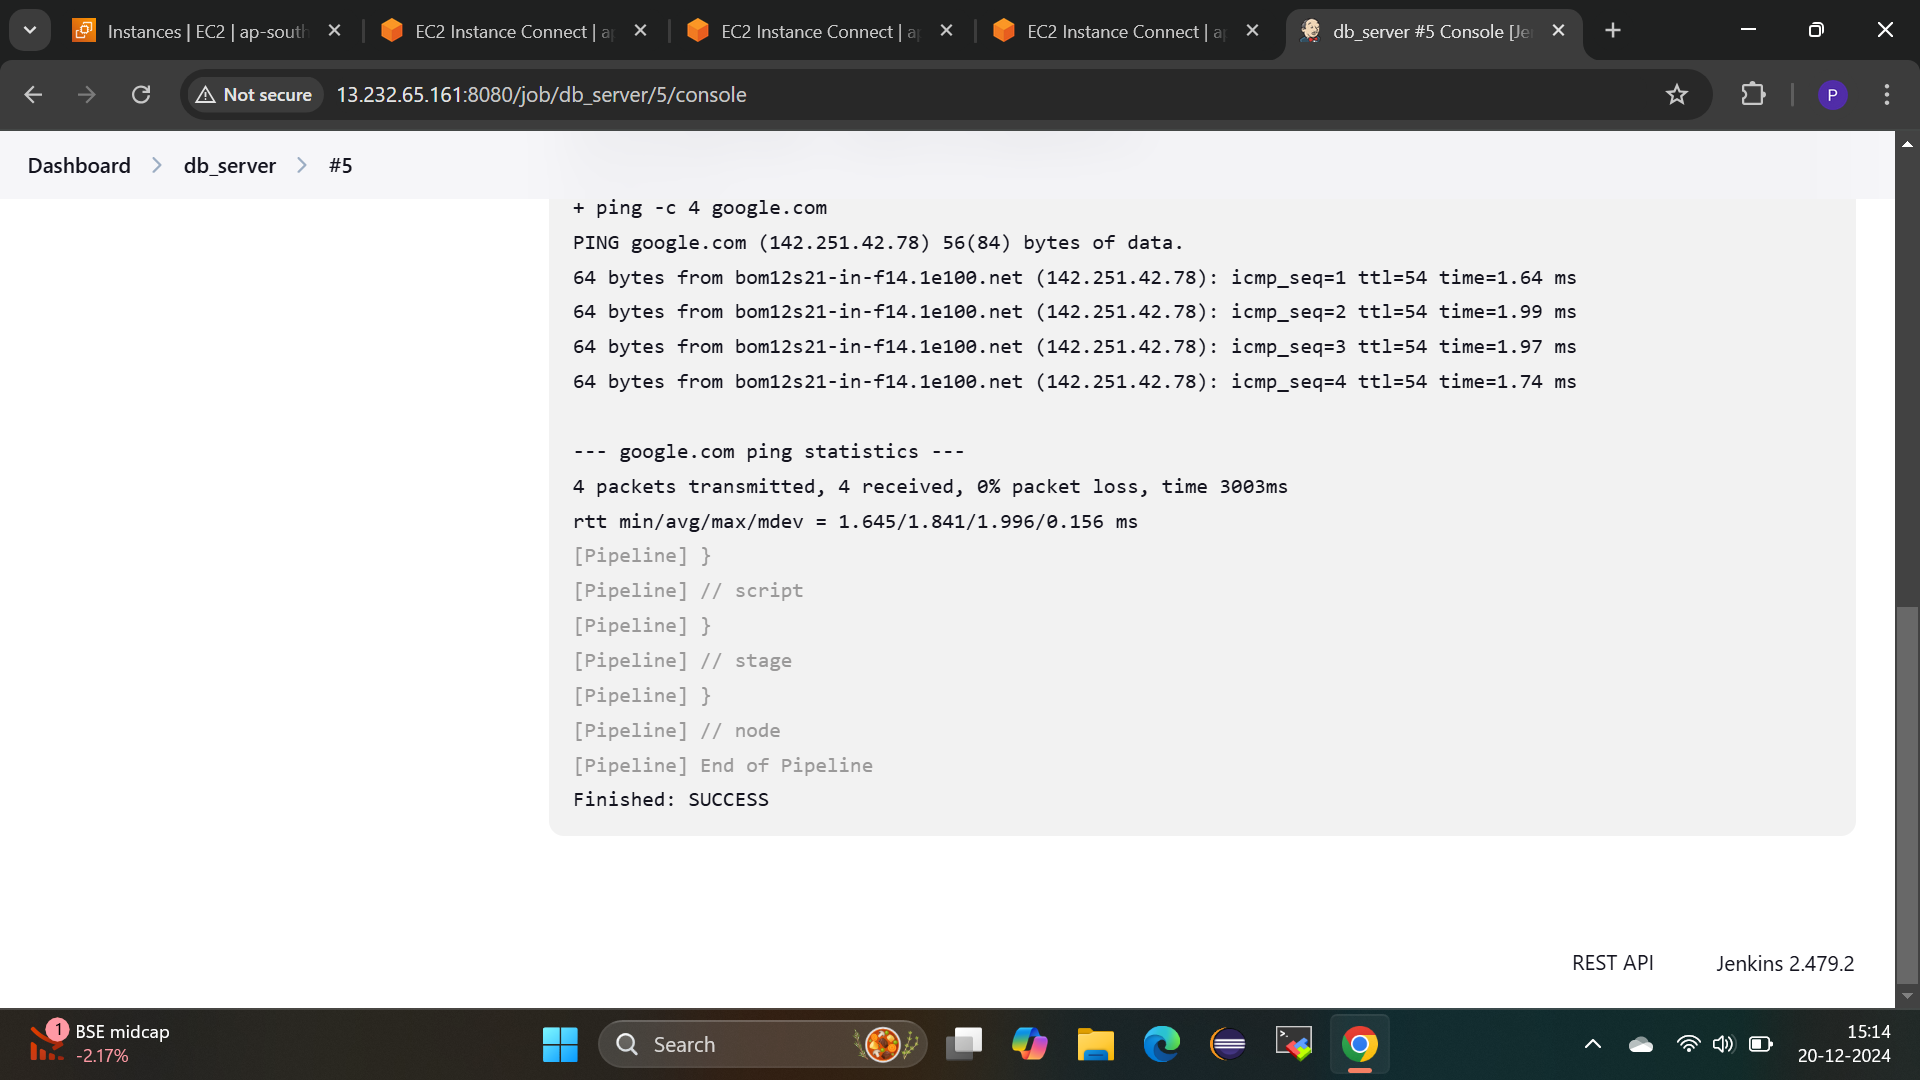 Instances | EC2 | ap-south
EC2 Instance Connect | ap
EC2 Instance Connect | ap
EC2 Instance Connect | ap
db_server #5 Console [Je
Not secure
13.232.65.161:8080/job/db_server/5/console
P
Dashboard > db_server > #5
+ ping -c 4 google.com
PING google.com (142.251.42.78) 56(84) bytes of data.
64 bytes from bom12s21-in-f14.1e100.net (142.251.42.78): icmp_seq=1 ttl=54 time=1.64 ms
64 bytes from bom12s21-in-f14.1e100.net (142.251.42.78): icmp_seq=2 ttl=54 time=1.99 ms
64 bytes from bom12s21-in-f14.1e100.net (142.251.42.78): icmp_seq=3 ttl=54 time=1.97 ms
64 bytes from bom12s21-in-f14.1e100.net (142.251.42.78): icmp_seq=4 ttl=54 time=1.74 ms
--- google.com ping statistics ---
4 packets transmitted, 4 received, 0% packet loss, time 3003ms
rtt min/avg/max/mdev = 1.645/1.841/1.996/0.156 ms
[Pipeline] }
[Pipeline] // script
[Pipeline] }
[Pipeline] // stage
[Pipeline] }
[Pipeline] // node
[Pipeline] End of Pipeline
Finished: SUCCESS
REST API
Jenkins 2.479.2
1
BSE midcap
-2.17%
Search
15:14
20-12-2024